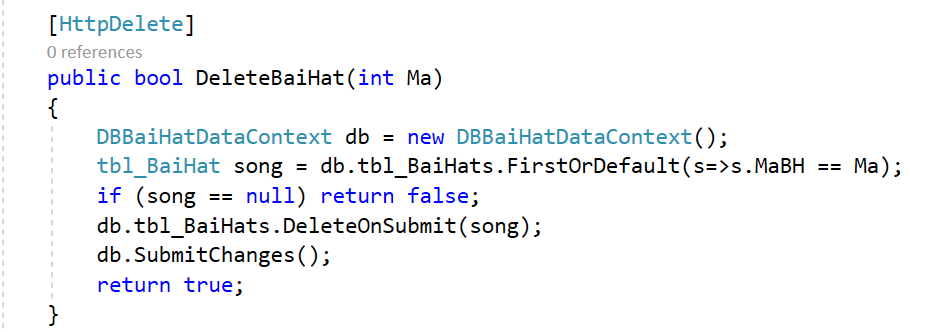 [HttpDelete]
0 references
public bool DeleteBaiHat(int Ma)
{
DBBaiHatDataContext db = new DBBaiHatDataContext();
tbl_BaiHat song = db.tbl_BaiHats.FirstOrDefault(s=>s.MaBH == Ma);
if (song == null) return false;
db.tbl_BaiHats.DeleteOnSubmit(song);
db.SubmitChanges();
return true;
}